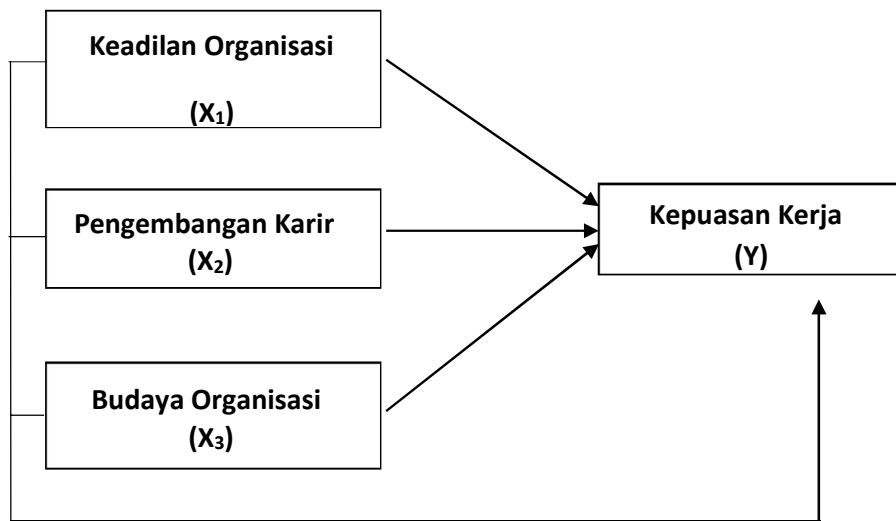 Keadilan Organisasi
(X₁)
Pengembangan Karir
(X₂)
Budaya Organisasi
(X₃)
Kepuasan Kerja
(Y)